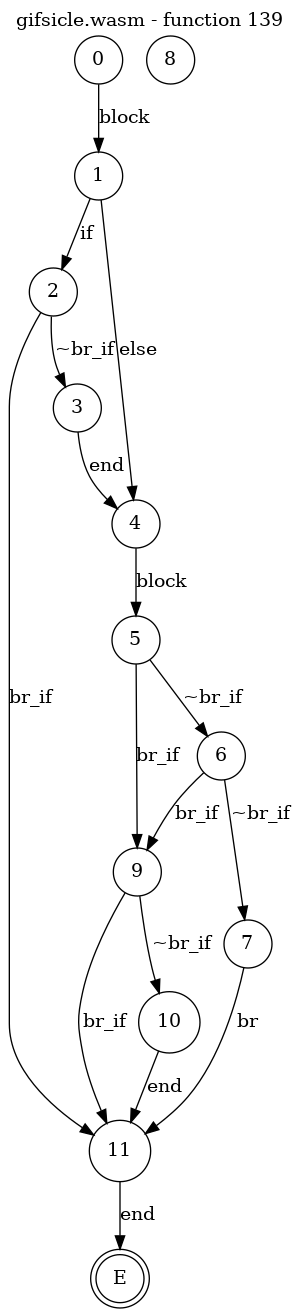 gifsicle.wasm - function 139
0 8
block
1
if
2
~br_if else
3
end
4
block
5
~br_if
br_if br_if
6
br_if ~br_if
9
~br_if
7
br_if 10 br
end
11
end
E